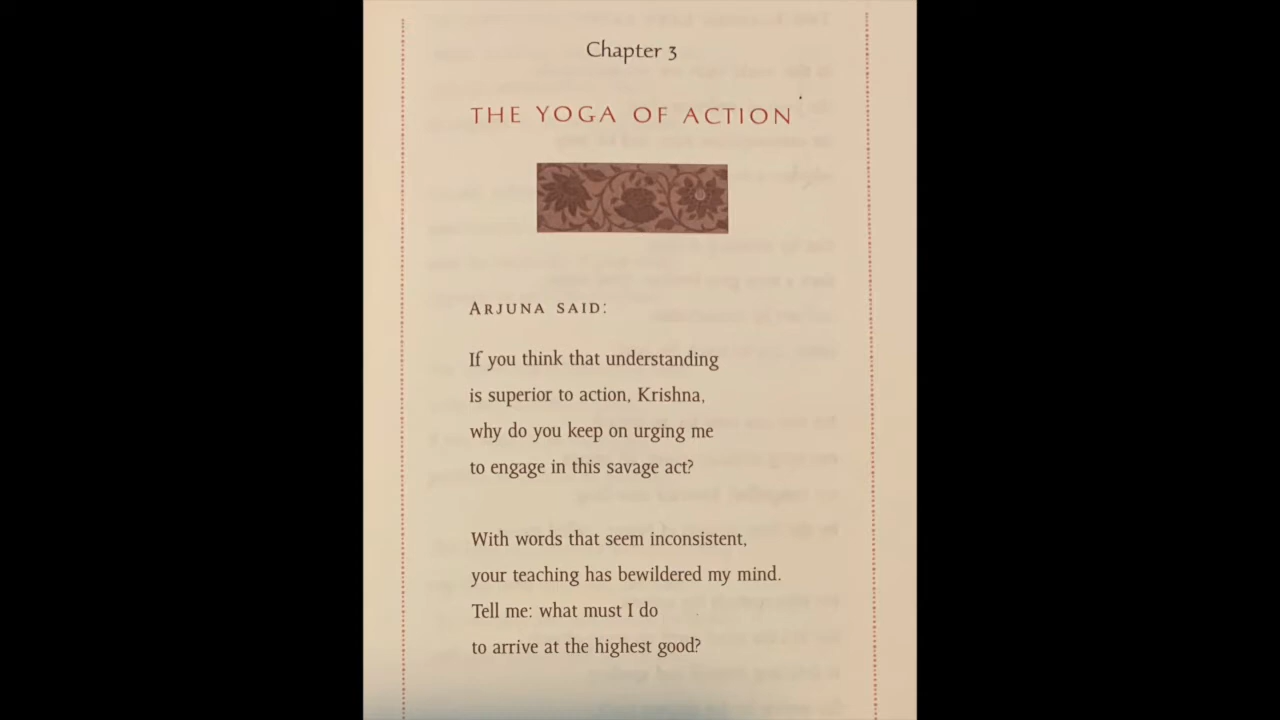 Chapter 3
THE YOGA OF ACTION
ARJUNA SAID:
If you think that understanding
is superior to action, Krishna,
why do you keep on urging me
to engage in this savage act?
With words that seem inconsistent,
your teaching has bewildered my mind.
Tell me: what must I do
to arrive at the highest good?